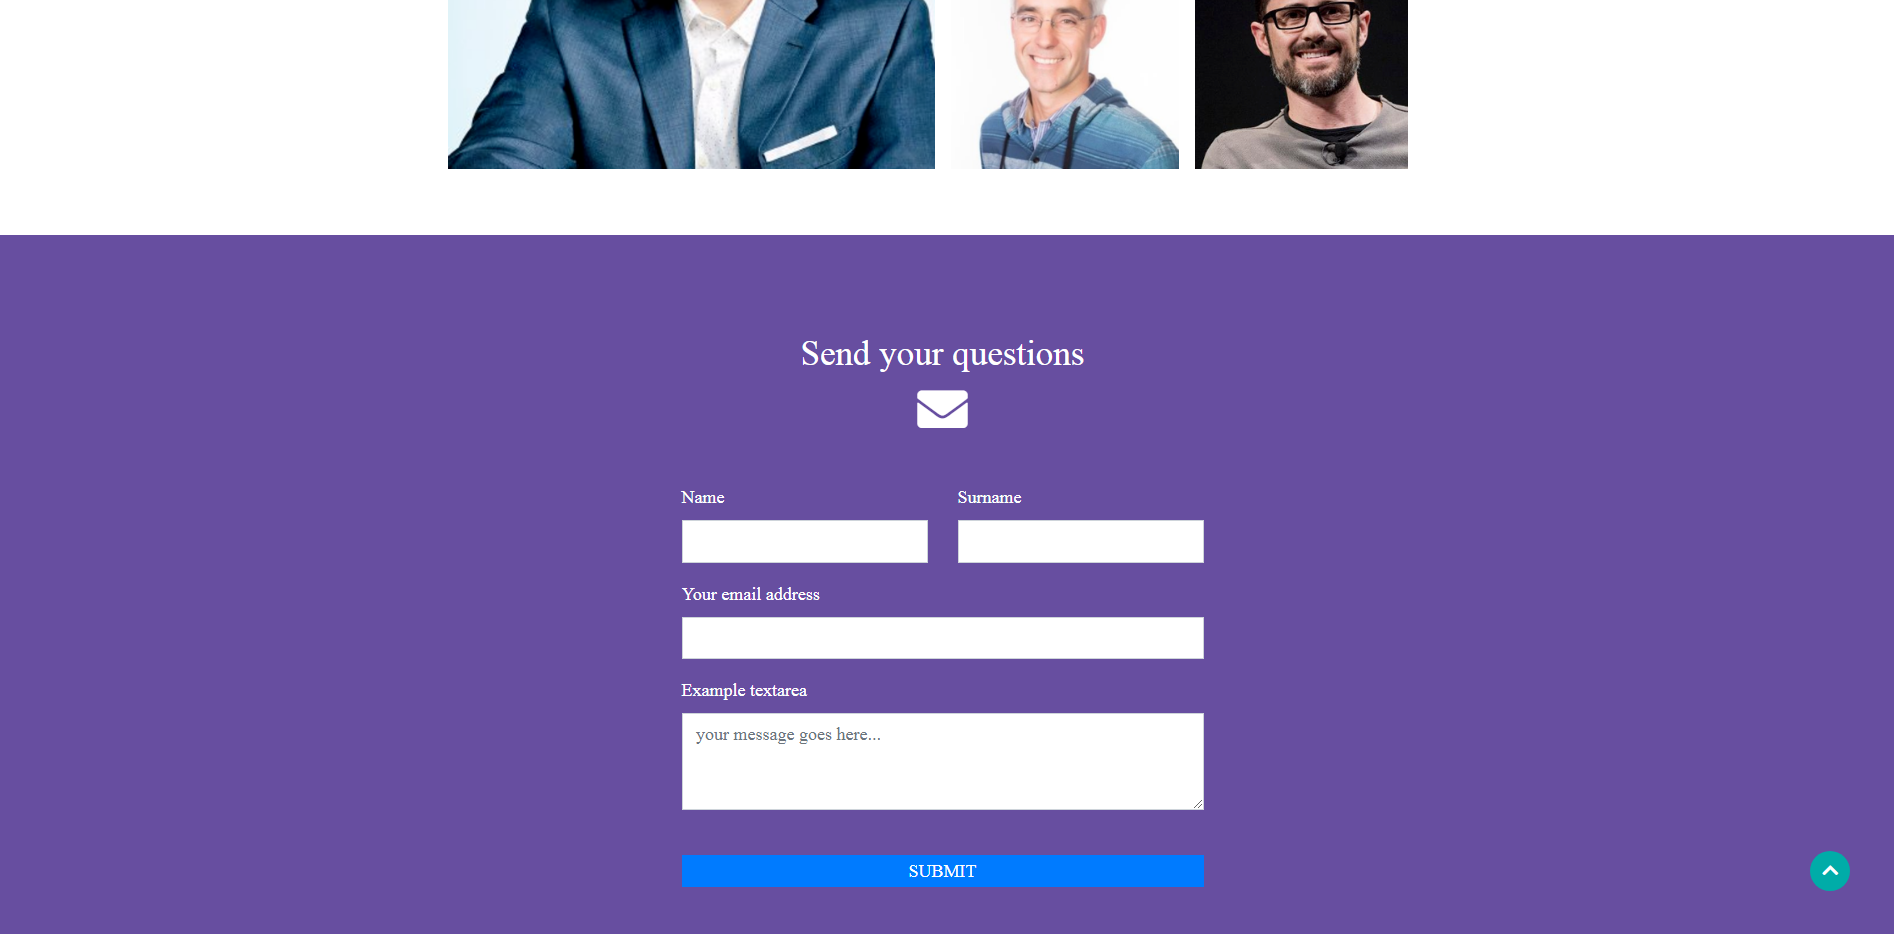 Send your questions
Name
Surname
Your email address
Example textarea
your message goes here...
SUBMIT